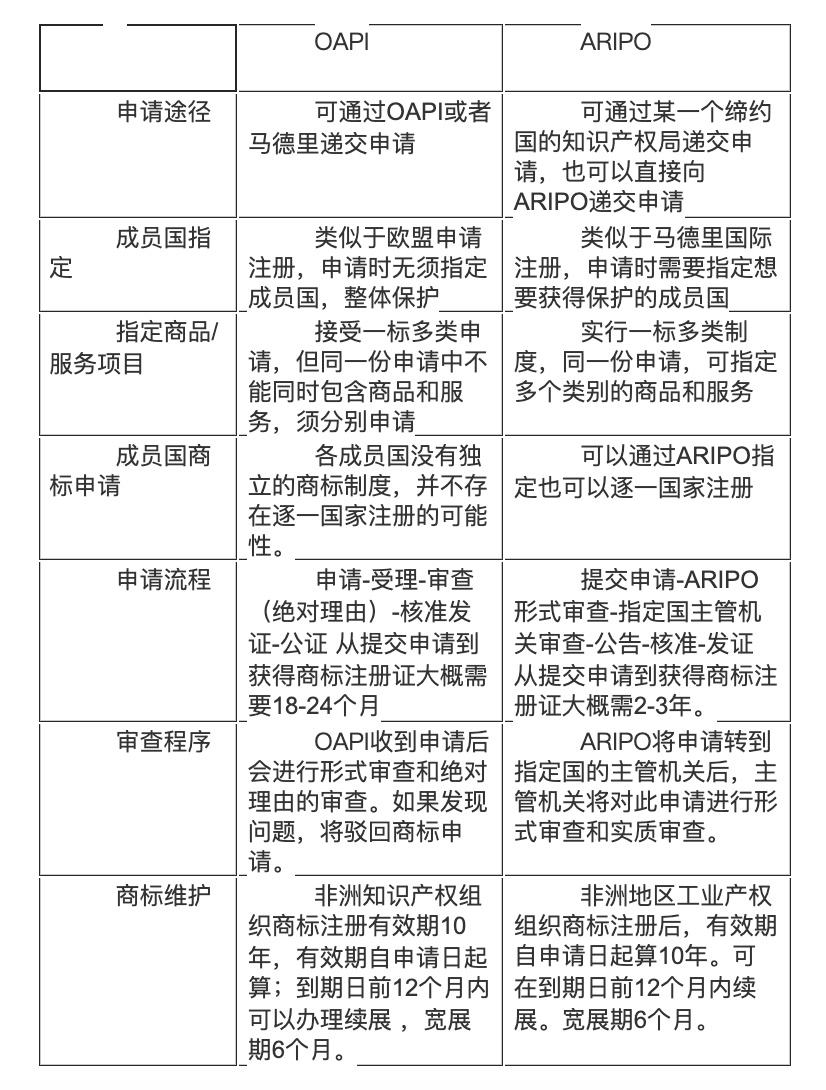 OAPI
ARIPO
申请途径
可通过OAPI或者
马德里递交申请
可通过某一个缔约
国的知识产权局递交申
请，也可以直接向
ARIPO递交申请
成员国指
定
类似于欧盟申请
注册，申请时无须指定
成员国，整体保护
类似于马德里国际
注册，申请时需要指定想
要获得保护的成员国
指定商品/
服务项目
接受一标多类申
请，但同一份申请中不
能同时包含商品和服
务，须分别申请
实行一标多类制
度，同一份申请，可指定
多个类别的商品和服务
成员国商
标申请
各成员国没有独
立的商标制度，并不存
在逐一国家注册的可能
性。
可以通过ARIPO指
定也可以逐一国家注册
申请流程
申请-受理-审查
（绝对理由）-核准发
证-公证 从提交申请到
获得商标注册证大概需
要18-24个月
提交申请-ARIPO
形式审查-指定国主管机
关审查-公告-核准-发证
从提交申请到获得商标注
册证大概需2-3年。
审查程序
OAPI收到申请后
会进行形式审查和绝对
理由的审查。如果发现
问题，将驳回商标申
请。
ARIPO将申请转到
指定国的主管机关后，主
管机关将对此申请进行形
式审查和实质审查。
商标维护
非洲知识产权组
织商标注册有效期10
年，有效期自申请日起
算；到期日前12个月内
可以办理续展 ，宽展
期6个月。
非洲地区工业产权
组织商标注册后，有效期
自申请日起算10年。可
在到期日前12个月内续
展。宽展期6个月。